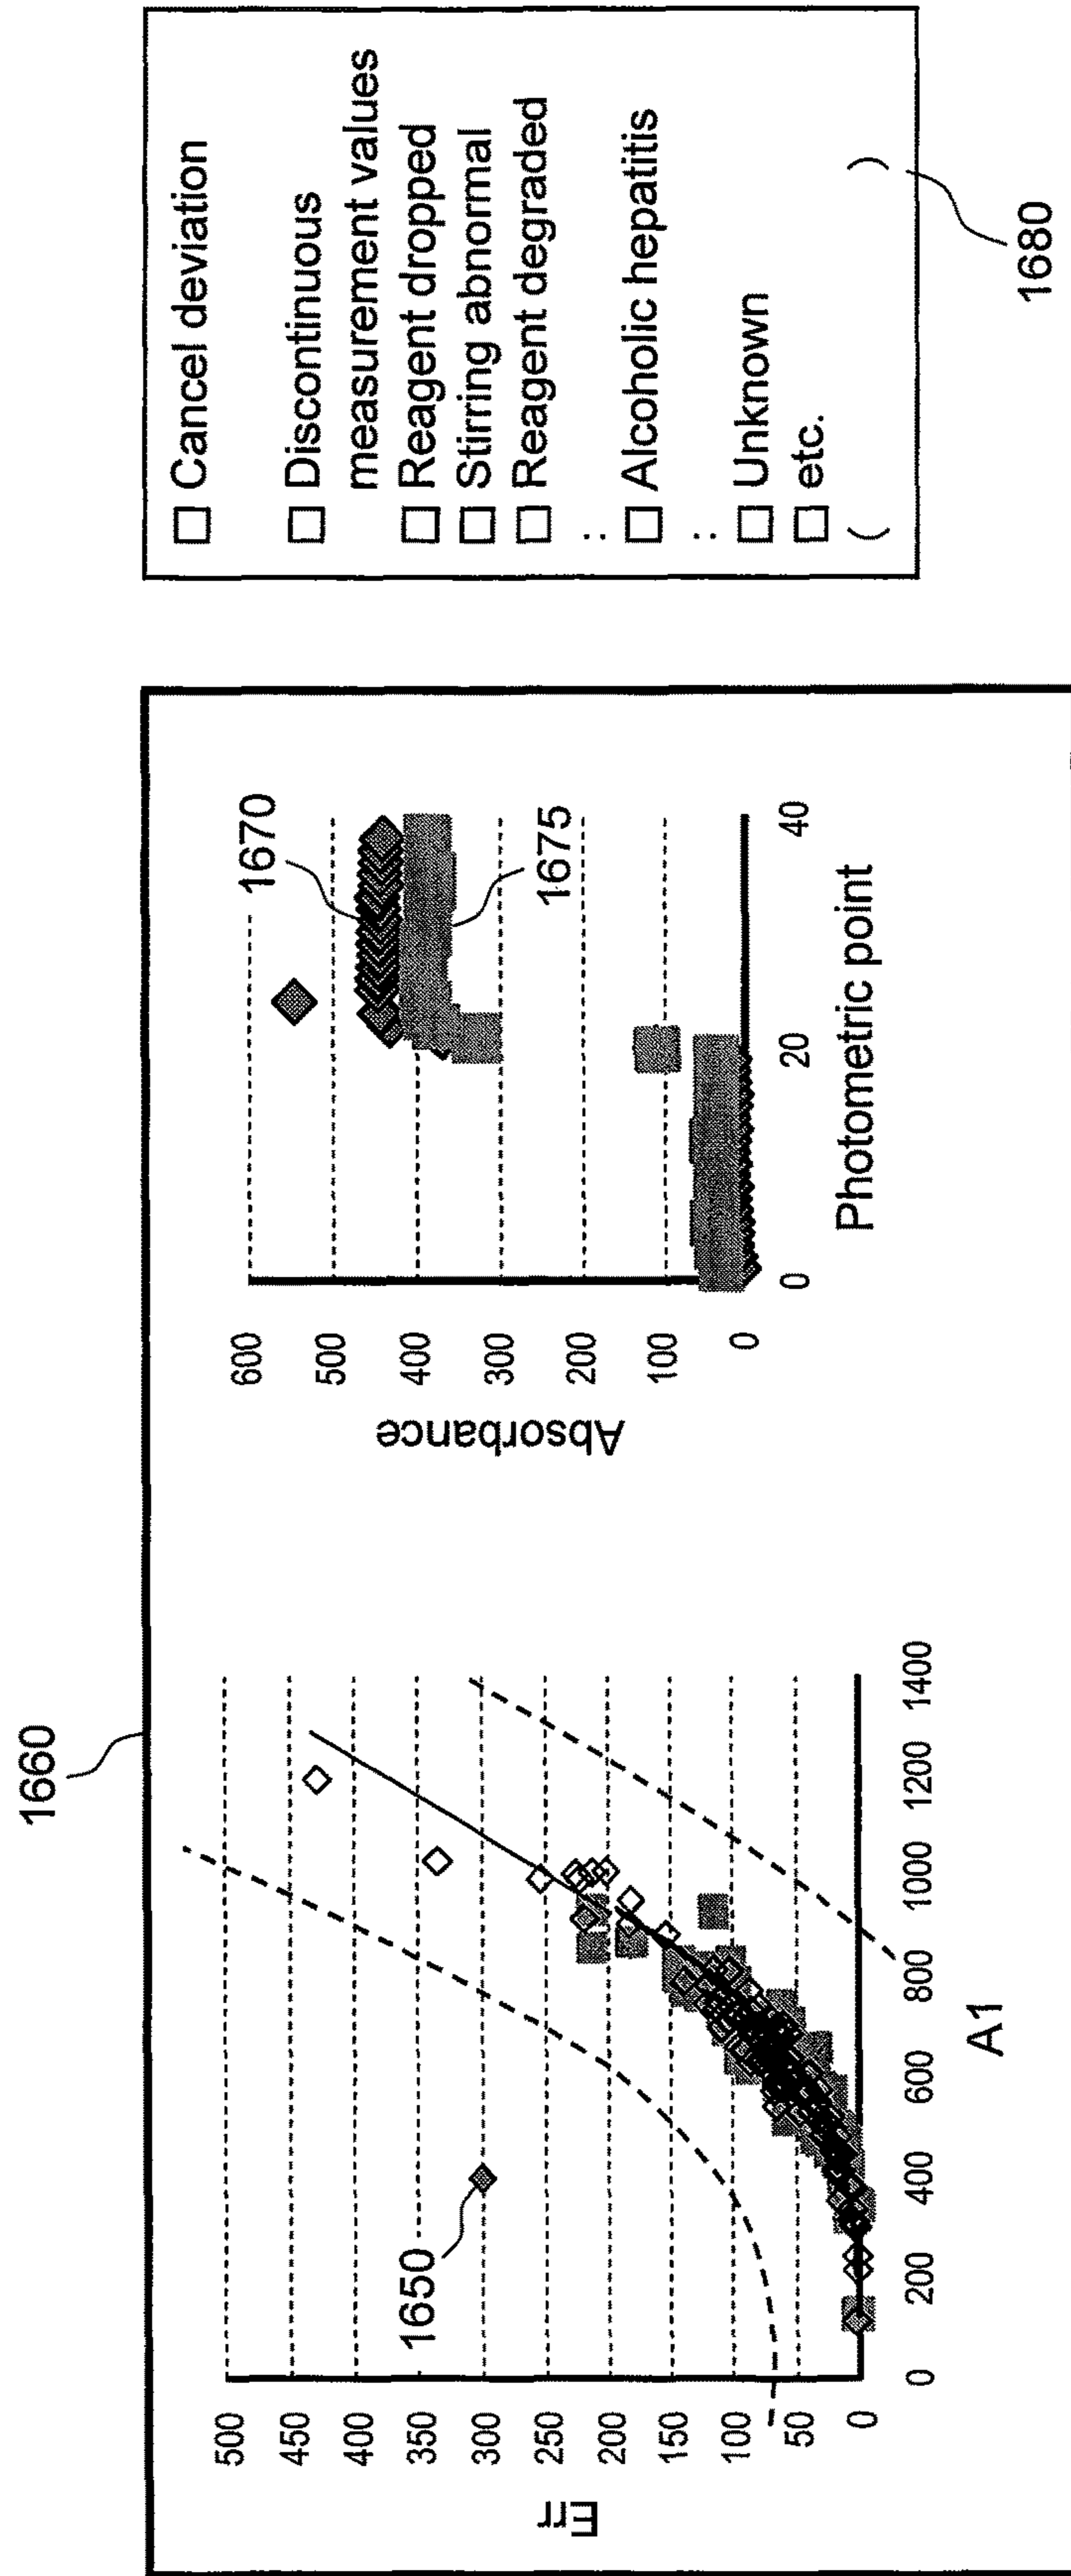 1660
Err
500
450
400
350
300
250
200
150
100
50
0
1650
0
200
400
600
800
1000
1200
1400
A1
Absorbance
600
500
400
300
200
100
0
1670
1675
0
20
40
Photometric point
□ Cancel deviation
□ Discontinuous
measurement values
□ Reagent dropped
□ Stirring abnormal
□ Reagent degraded
:
□ Alcoholic hepatitis
:
□ Unknown
□ etc.
( )
1680